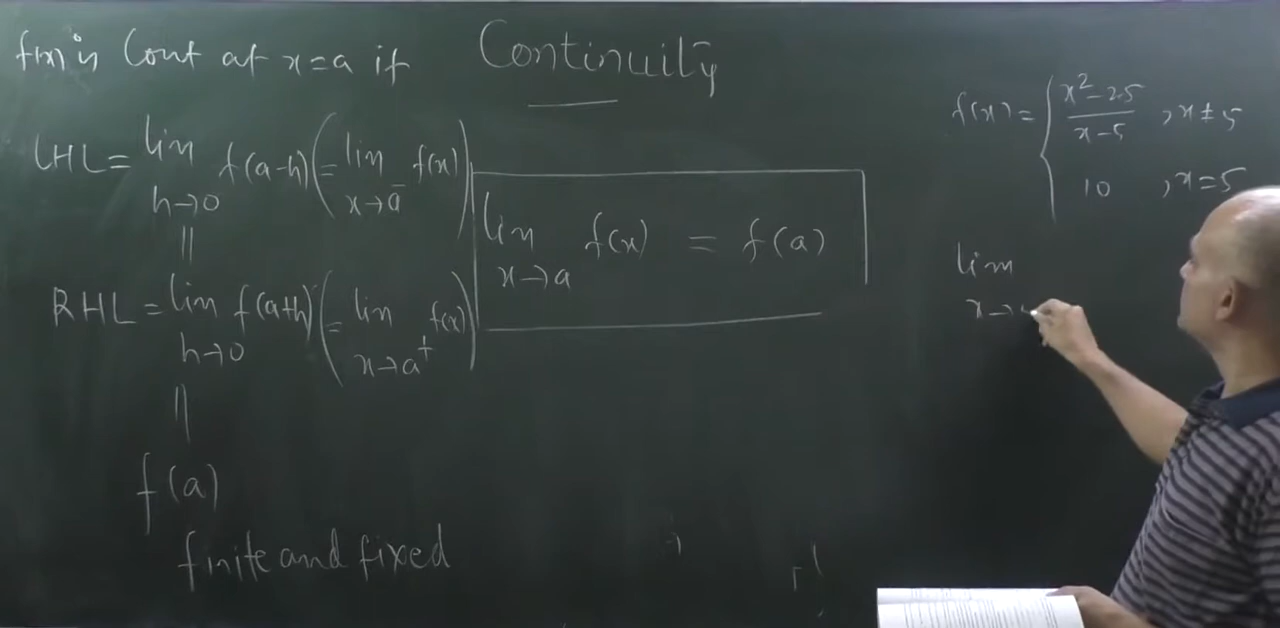 Continuity
f(x) is Cont at x=a if
LHL = lim f(a-h) (= lim f(x))
h→0 x→a⁻
||
RHL = lim f(a+h) (= lim f(x))
h→0 x→a⁺
||
f(a)
finite and fixed
lim f(x) = f(a)
x→a
f(x) = { x²-25 / x-5 , x≠5
10 , x=5
lim
x→